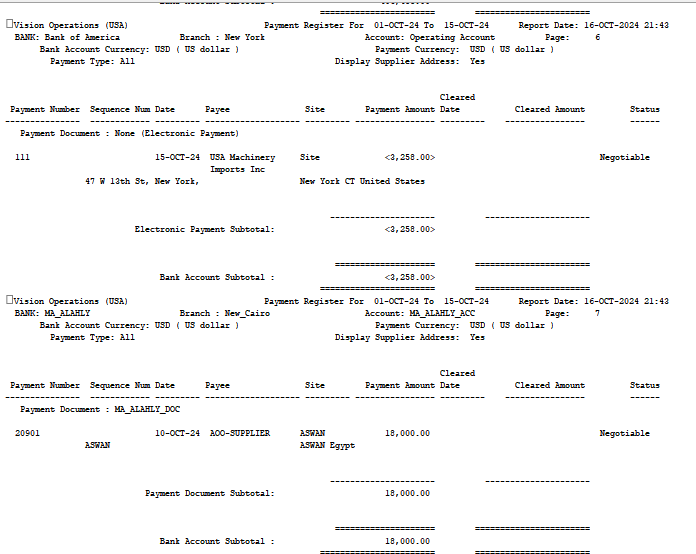 Vision Operations (USA) Payment Register For 01-OCT-24 To 15-OCT-24 Report Date: 16-OCT-2024 21:43
BANK: Bank of America Branch : New York Account: Operating Account Page: 6
Bank Account Currency: USD ( US dollar ) Payment Currency: USD ( US dollar )
Payment Type: All Display Supplier Address: Yes
Cleared
Payment Number Sequence Num Date Payee Site Payment Amount Date Cleared Amount Status
Payment Document : None (Electronic Payment)
111 15-OCT-24 USA Machinery Site <3,258.00> Negotiable
Imports Inc
47 W 13th St, New York, New York CT United States
Electronic Payment Subtotal: <3,258.00>
Bank Account Subtotal : <3,258.00>
Vision Operations (USA) Payment Register For 01-OCT-24 To 15-OCT-24 Report Date: 16-OCT-2024 21:43
BANK: MA_ALAHLY Branch : New_Cairo Account: MA_ALAHLY_ACC Page: 7
Bank Account Currency: USD ( US dollar ) Payment Currency: USD ( US dollar )
Payment Type: All Display Supplier Address: Yes
Cleared
Payment Number Sequence Num Date Payee Site Payment Amount Date Cleared Amount Status
Payment Document : MA_ALAHLY_DOC
20901 10-OCT-24 AOO-SUPPLIER ASWAN 18,000.00 Negotiable
ASWAN ASWAN Egypt
Payment Document Subtotal: 18,000.00
Bank Account Subtotal : 18,000.00